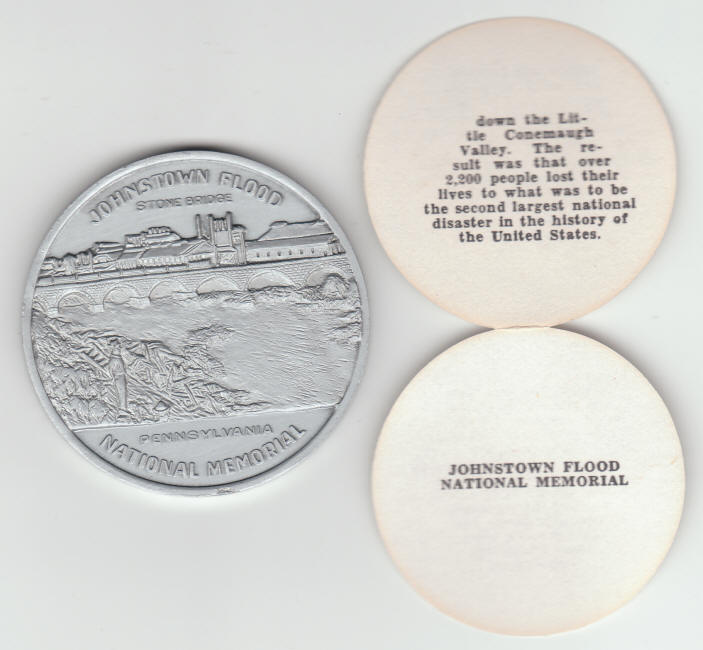 JOHNSTOWN FLOOD
STONE BRIDGE
PENNSYLVANIA
NATIONAL MEMORIAL
down the Lit-
tle Conemaugh
Valley. The re-
sult was that over
2,200 people lost their
lives to what was to be
the second largest national
disaster in the history of
the United States.
JOHNSTOWN FLOOD
NATIONAL MEMORIAL